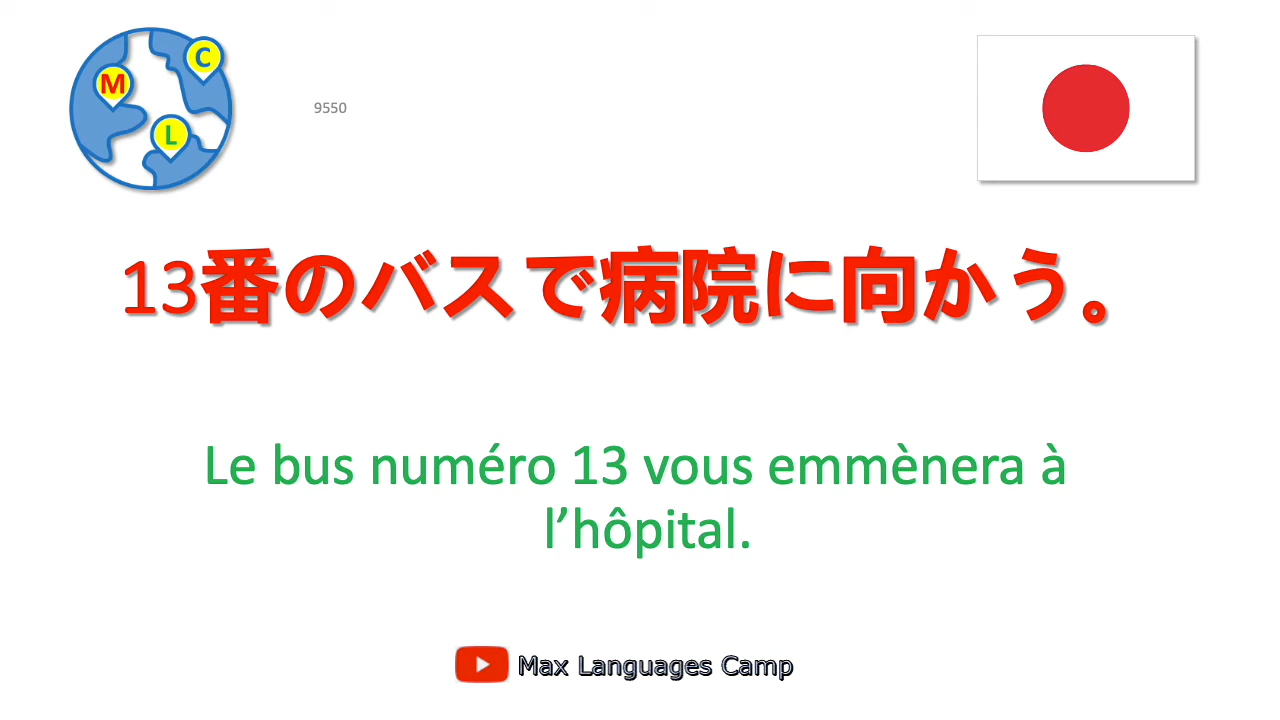 M
C
L
9550
13番のバスで病院に向かう。
Le bus numéro 13 vous emmènera à
l’hôpital.
Max Languages Camp